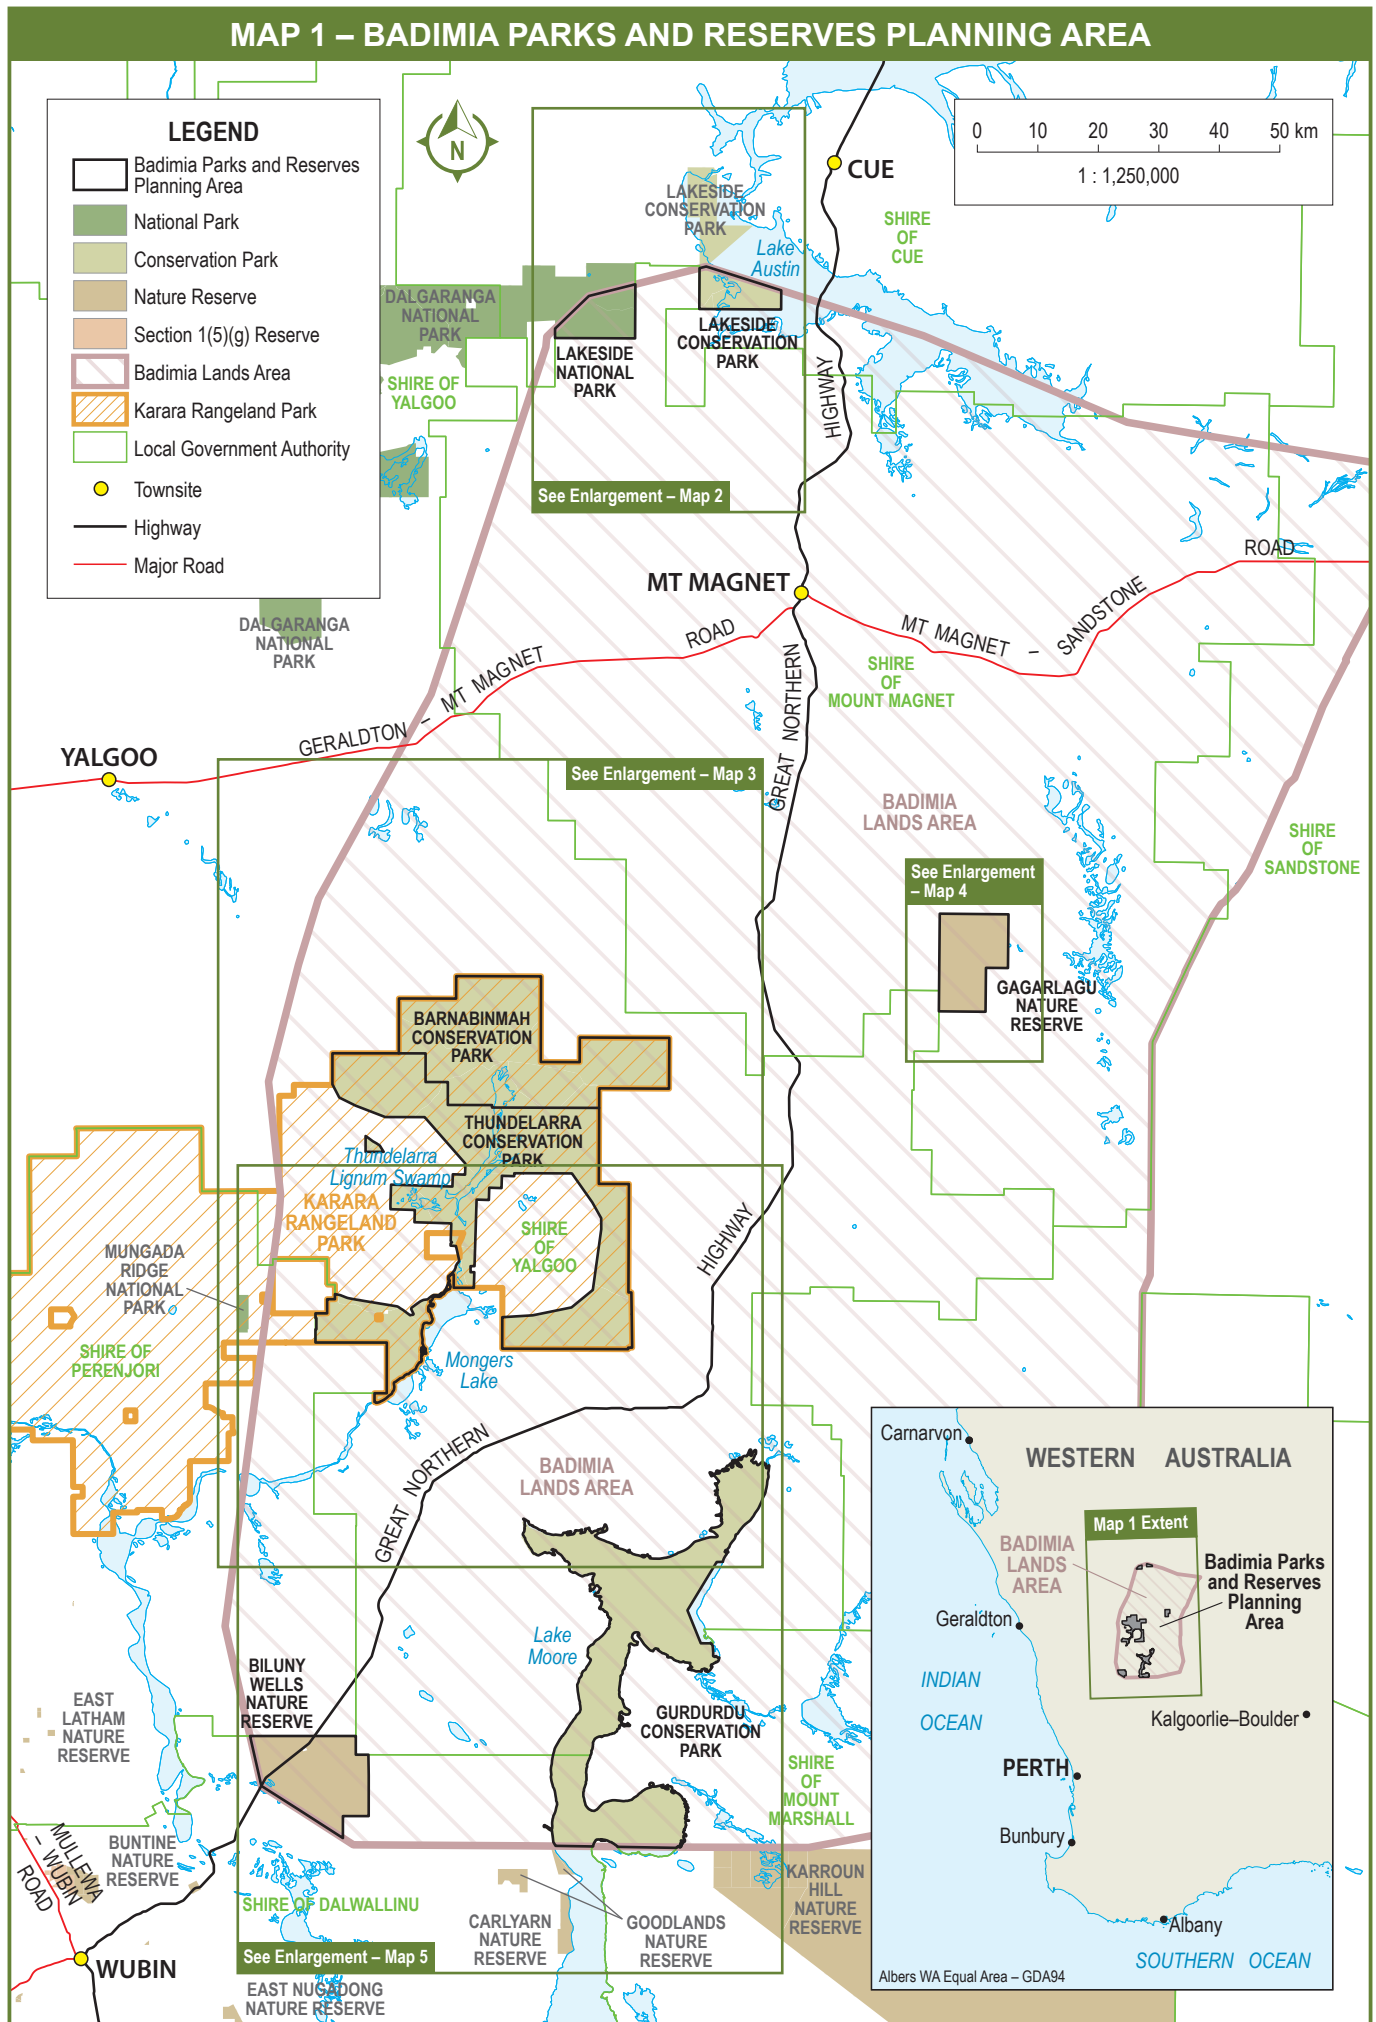 MAP 1 – BADIMIA PARKS AND RESERVES PLANNING AREA
LEGEND
Badimia Parks and Reserves
Planning Area
National Park
Conservation Park
Nature Reserve
Section 1(5)(g) Reserve
Badimia Lands Area
Karara Rangeland Park
Local Government Authority
Townsite
Highway
Major Road
N
0 10 20 30 40 50 km
1 : 1,250,000
CUE
LAKESIDE
CONSERVATION
PARK
SHIRE
OF
CUE
Lake
Austin
DALGARANGA
NATIONAL
PARK
LAKESIDE
NATIONAL
PARK
LAKESIDE
CONSERVATION
PARK
SHIRE OF
YALGOO
HIGHWAY
See Enlargement – Map 2
ROAD
MT MAGNET
DALGARANGA
NATIONAL
PARK
ROAD
MT MAGNET – SANDSTONE
GERALDTON – MT MAGNET
SHIRE
OF
MOUNT MAGNET
GREAT NORTHERN
YALGOO
See Enlargement – Map 3
BADIMIA
LANDS AREA
SHIRE
OF
SANDSTONE
See Enlargement
– Map 4
GAGARLAGU
NATURE
RESERVE
BARNABINMAH
CONSERVATION
PARK
THUNDELARRA
CONSERVATION
PARK
Thundelarra
Lignum Swamp
KARARA
RANGELAND
PARK
SHIRE
OF
YALGOO
HIGHWAY
MUNGADA
RIDGE
NATIONAL
PARK
SHIRE OF
PERENJORI
Mongers
Lake
GREAT NORTHERN
BADIMIA
LANDS AREA
Lake
Moore
BILUNY
WELLS
NATURE
RESERVE
EAST
LATHAM
NATURE
RESERVE
GURDURDU
CONSERVATION
PARK
SHIRE
OF
MOUNT
MARSHALL
MULLEWA
– WUBIN
ROAD
BUNTINE
NATURE
RESERVE
KARROUN
HILL
NATURE
RESERVE
SHIRE OF DALWALLINU
CARLYARN
NATURE
RESERVE
GOODLANDS
NATURE
RESERVE
See Enlargement – Map 5
WUBIN
EAST NUGADONG
NATURE RESERVE
Carnarvon
WESTERN AUSTRALIA
Map 1 Extent
BADIMIA
LANDS
AREA
Badimia Parks
and Reserves
Planning
Area
Geraldton
INDIAN
OCEAN
Kalgoorlie–Boulder
PERTH
Bunbury
Albany
SOUTHERN OCEAN
Albers WA Equal Area – GDA94